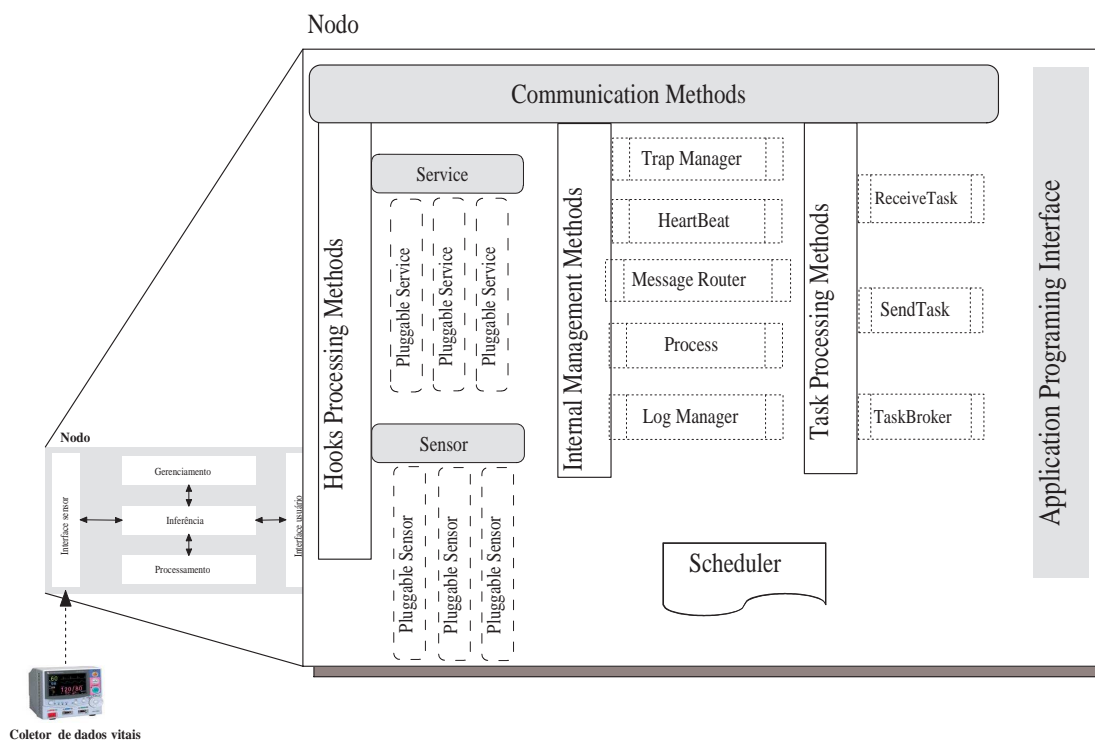 Nodo
Communication Methods
Hooks Processing Methods
Service
Pluggable Service
Pluggable Service
Pluggable Service
Sensor
Pluggable Sensor
Pluggable Sensor
Pluggable Sensor
Internal Management Methods
Trap Manager
HeartBeat
Message Router
Process
Log Manager
Task Processing Methods
ReceiveTask
SendTask
TaskBroker
Scheduler
Application Programing Interface
Nodo
Interface sensor
Gerenciamento
Inferência
Processamento
Interface usuário
Coletor de dados vitais